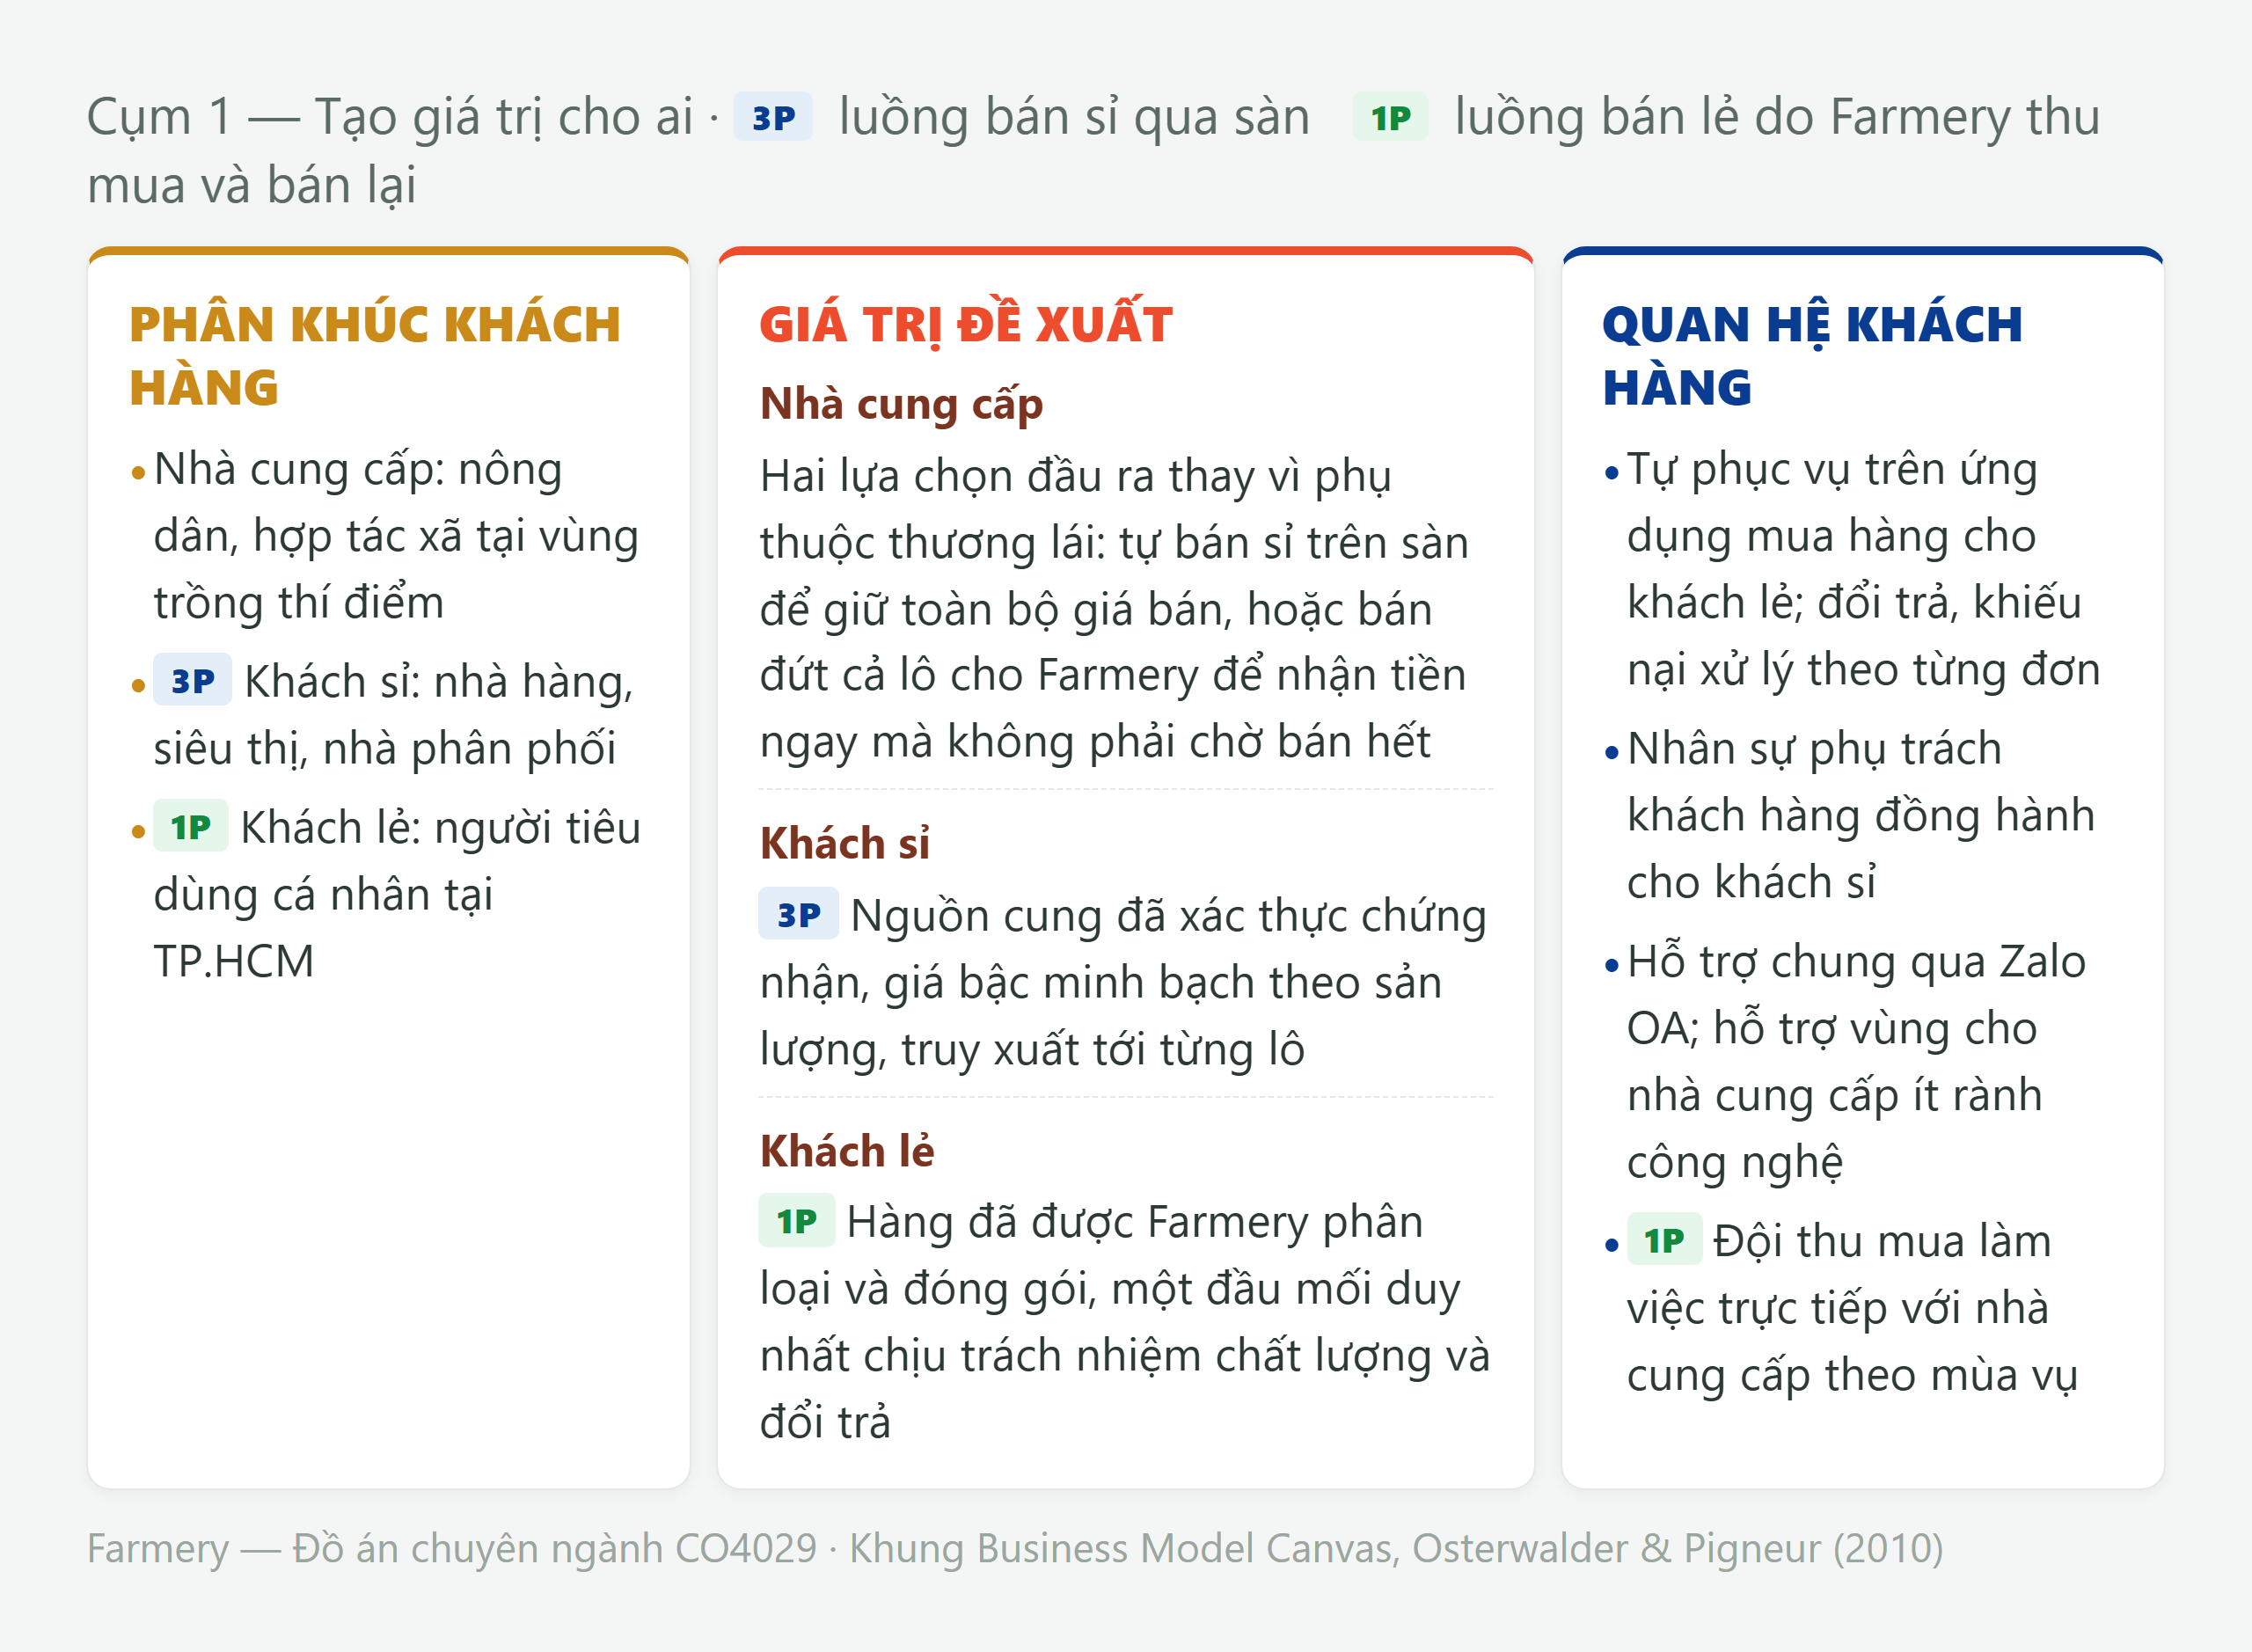 Cụm 1 — Tạo giá trị cho ai · 3P luồng bán sỉ qua sàn 1P luồng bán lẻ do Farmery thu
mua và bán lại
PHÂN KHÚC KHÁCH
HÀNG
• Nhà cung cấp: nông
dân, hợp tác xã tại vùng
trồng thí điểm
• 3P Khách sỉ: nhà hàng,
siêu thị, nhà phân phối
• 1P Khách lẻ: người tiêu
dùng cá nhân tại
TP.HCM
GIÁ TRỊ ĐỀ XUẤT
Nhà cung cấp
Hai lựa chọn đầu ra thay vì phụ
thuộc thương lái: tự bán sỉ trên sàn
để giữ toàn bộ giá bán, hoặc bán
đứt cả lô cho Farmery để nhận tiền
ngay mà không phải chờ bán hết
Khách sỉ
3P Nguồn cung đã xác thực chứng
nhận, giá bậc minh bạch theo sản
lượng, truy xuất tới từng lô
Khách lẻ
1P Hàng đã được Farmery phân
loại và đóng gói, một đầu mối duy
nhất chịu trách nhiệm chất lượng và
đổi trả
QUAN HỆ KHÁCH
HÀNG
• Tự phục vụ trên ứng
dụng mua hàng cho
khách lẻ; đổi trả, khiếu
nại xử lý theo từng đơn
• Nhân sự phụ trách
khách hàng đồng hành
cho khách sỉ
• Hỗ trợ chung qua Zalo
OA; hỗ trợ vùng cho
nhà cung cấp ít rành
công nghệ
• 1P Đội thu mua làm
việc trực tiếp với nhà
cung cấp theo mùa vụ
Farmery — Đồ án chuyên ngành CO4029 · Khung Business Model Canvas, Osterwalder & Pigneur (2010)